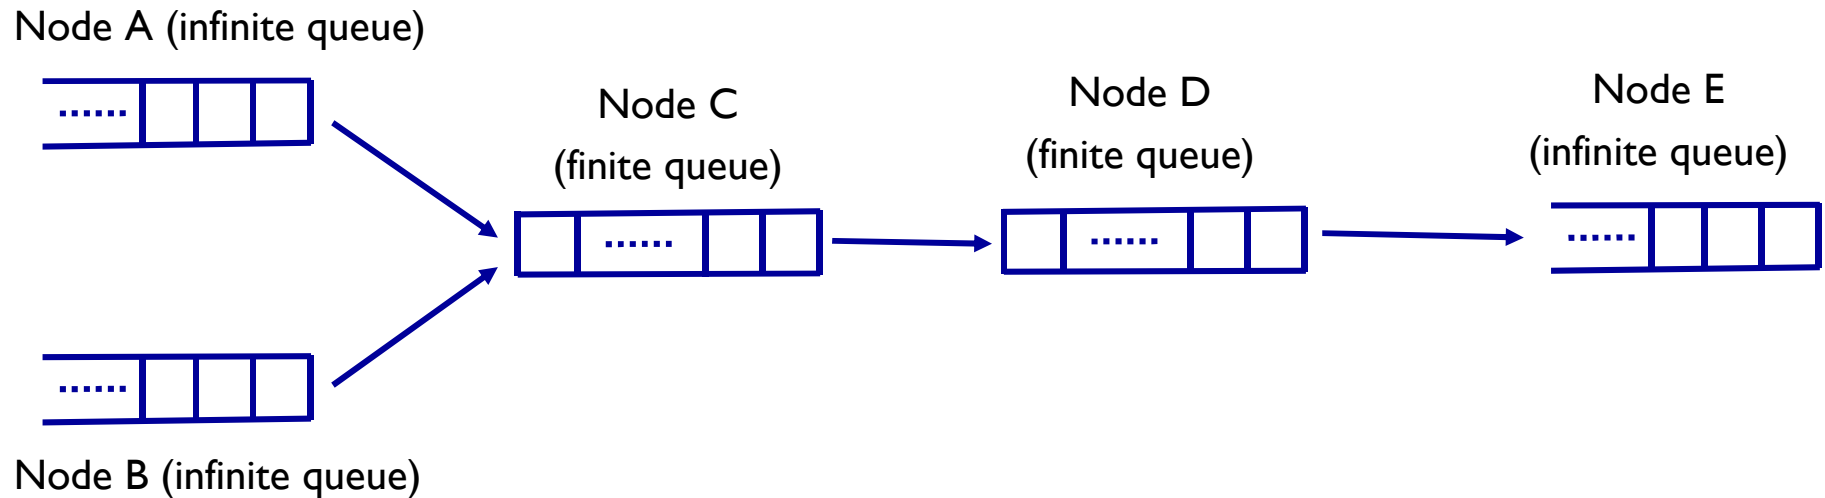 Node A (infinite queue)
Node C
(finite queue)
Node D
(finite queue)
Node E
(infinite queue)
Node B (infinite queue)